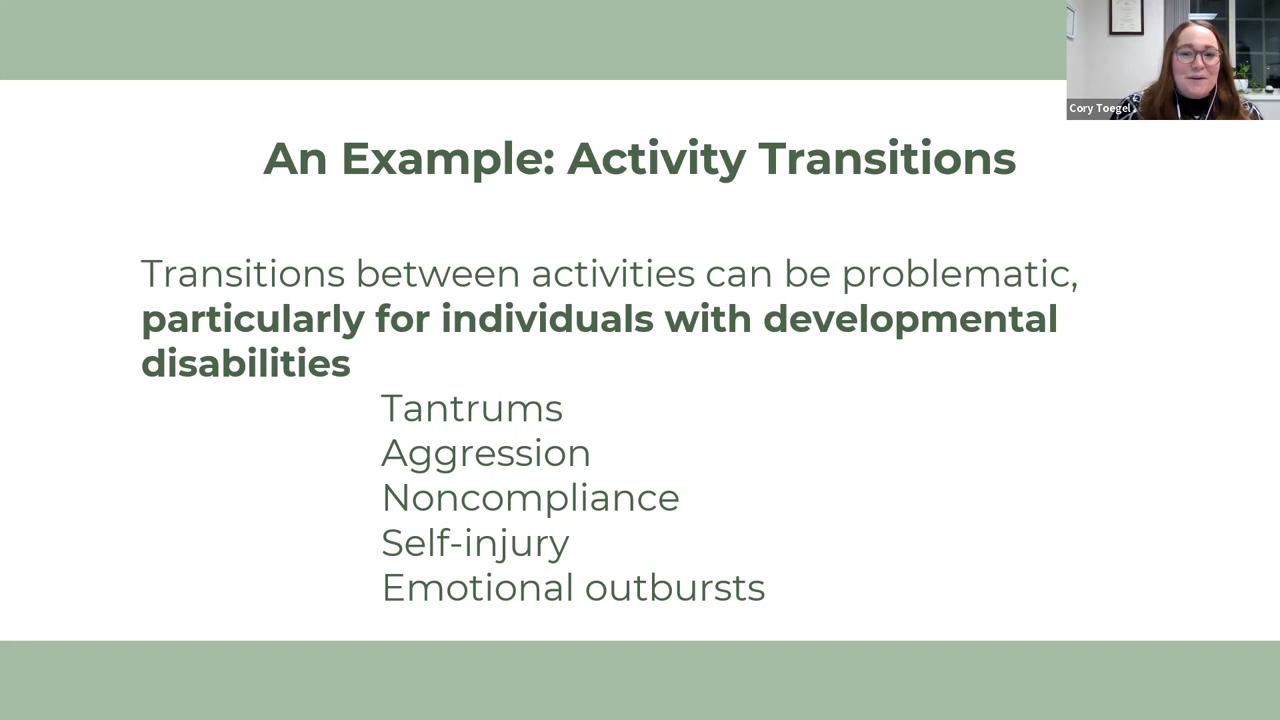 Cory Toegel
An Example: Activity Transitions
Transitions between activities can be problematic,
particularly for individuals with developmental
disabilities
Tantrums
Aggression
Noncompliance
Self-injury
Emotional outbursts